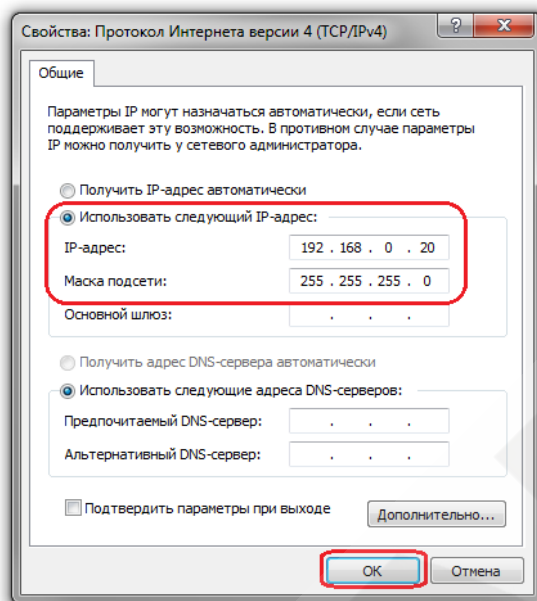 Свойства: Протокол Интернета версии 4 (TCP/IPv4)
Общие
Параметры IP могут назначаться автоматически, если сеть
поддерживает эту возможность. В противном случае параметры
IP можно получить у сетевого администратора.
Получить IP-адрес автоматически
Использовать следующий IP-адрес:
IP-адрес: 192 . 168 . 0 . 20
Маска подсети: 255 . 255 . 255 . 0
Основной шлюз: . . .
Получить адрес DNS-сервера автоматически
Использовать следующие адреса DNS-серверов:
Предпочитаемый DNS-сервер: . . .
Альтернативный DNS-сервер: . . .
Подтвердить параметры при выходе
Дополнительно...
ОК Отмена